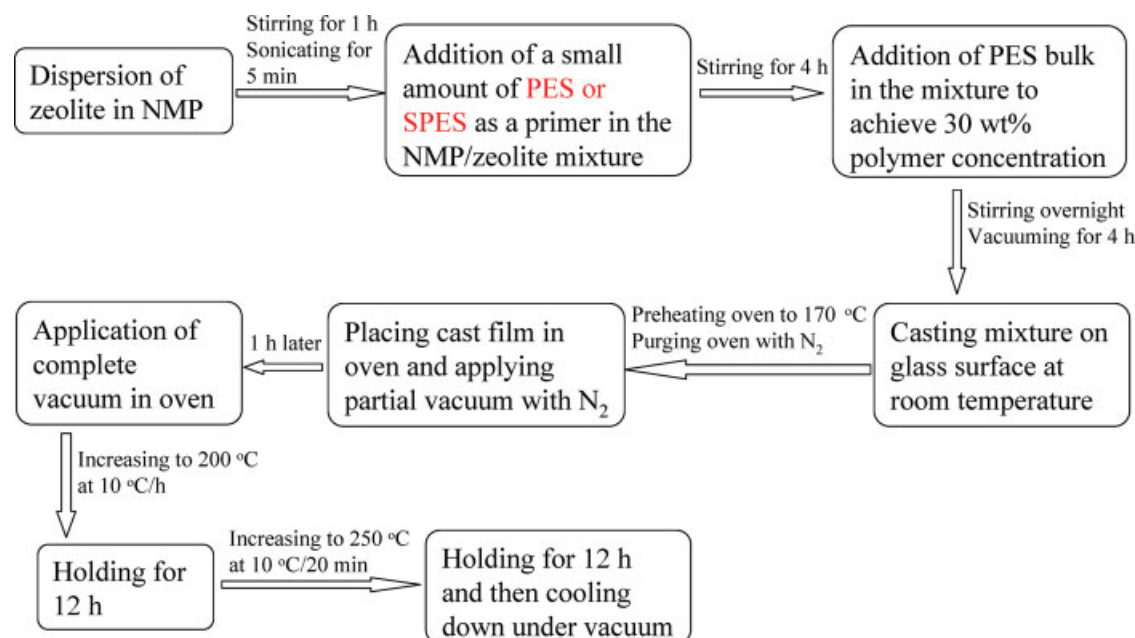 Dispersion of
zeolite in NMP
Stirring for 1 h
Sonicating for
5 min
Addition of a small
amount of PES or
SPES as a primer in the
NMP/zeolite mixture
Stirring for 4 h
Addition of PES bulk
in the mixture to
achieve 30 wt%
polymer concentration
Stirring overnight
Vacuuming for 4 h
Casting mixture on
glass surface at
room temperature
Preheating oven to 170 °C
Purging oven with N₂
Placing cast film in
oven and applying
partial vacuum with N₂
1 h later
Application of
complete
vacuum in oven
Increasing to 200 °C
at 10 °C/h
Holding for
12 h
Increasing to 250 °C
at 10 °C/20 min
Holding for 12 h
and then cooling
down under vacuum